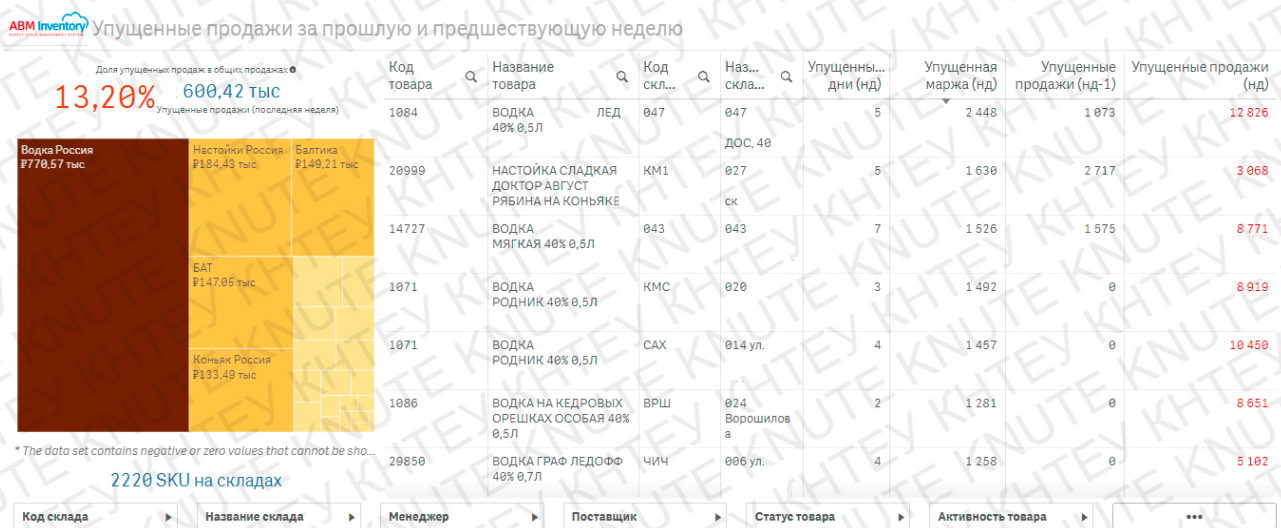 ABM Inventory
SUPPLY CHAIN MANAGEMENT SYSTEM
Упущенные продажи за прошлую и предшествующую неделю
Доля упущенных продаж в общих продажах
13,20%
600,42 тыс
Упущенные продажи (последняя неделя)
Водка Россия
₽770,57 тыс
Настойки Россия
₽184,43 тыс
Балтика
₽149,21 тыс
БАТ
₽147,05 тыс
Коньяк Россия
₽133,49 тыс
* The data set contains negative or zero values that cannot be sho...
2220 SKU на складах
Код товара Название товара Код скл... Наз... скла... Упущенны... дни (нд) Упущенная маржа (нд) Упущенные продажи (нд-1) Упущенные продажи (нд)
1084 ВОДКА ЛЕД 047 047 5 2 448 1 073 12 826
40% 0,5Л
ДОС, 40
20999 НАСТОЙКА СЛАДКАЯ КМ1 027 5 1 630 2 717 3 068
ДОКТОР АВГУСТ
РЯБИНА НА КОНЬЯКЕ ск
14727 ВОДКА 043 043 7 1 526 1 575 8 771
МЯГКАЯ 40% 0,5Л
1071 ВОДКА КМС 020 3 1 492 0 8 919
РОДНИК 40% 0,5Л
1071 ВОДКА САХ 014 ул. 4 1 457 0 10 450
РОДНИК 40% 0,5Л
1086 ВОДКА НА КЕДРОВЫХ ВРШ 024 2 1 281 0 8 651
ОРЕШКАХ ОСОБАЯ 40% Ворошилов
0,5Л а
29850 ВОДКА ГРАФ ЛЕДОФФ ЧИЧ 006 ул. 4 1 258 0 5 102
40% 0,7Л
Код склада Название склада Менеджер Поставщик Статус товара Активность товара •••
KNUTE КНТЕУ